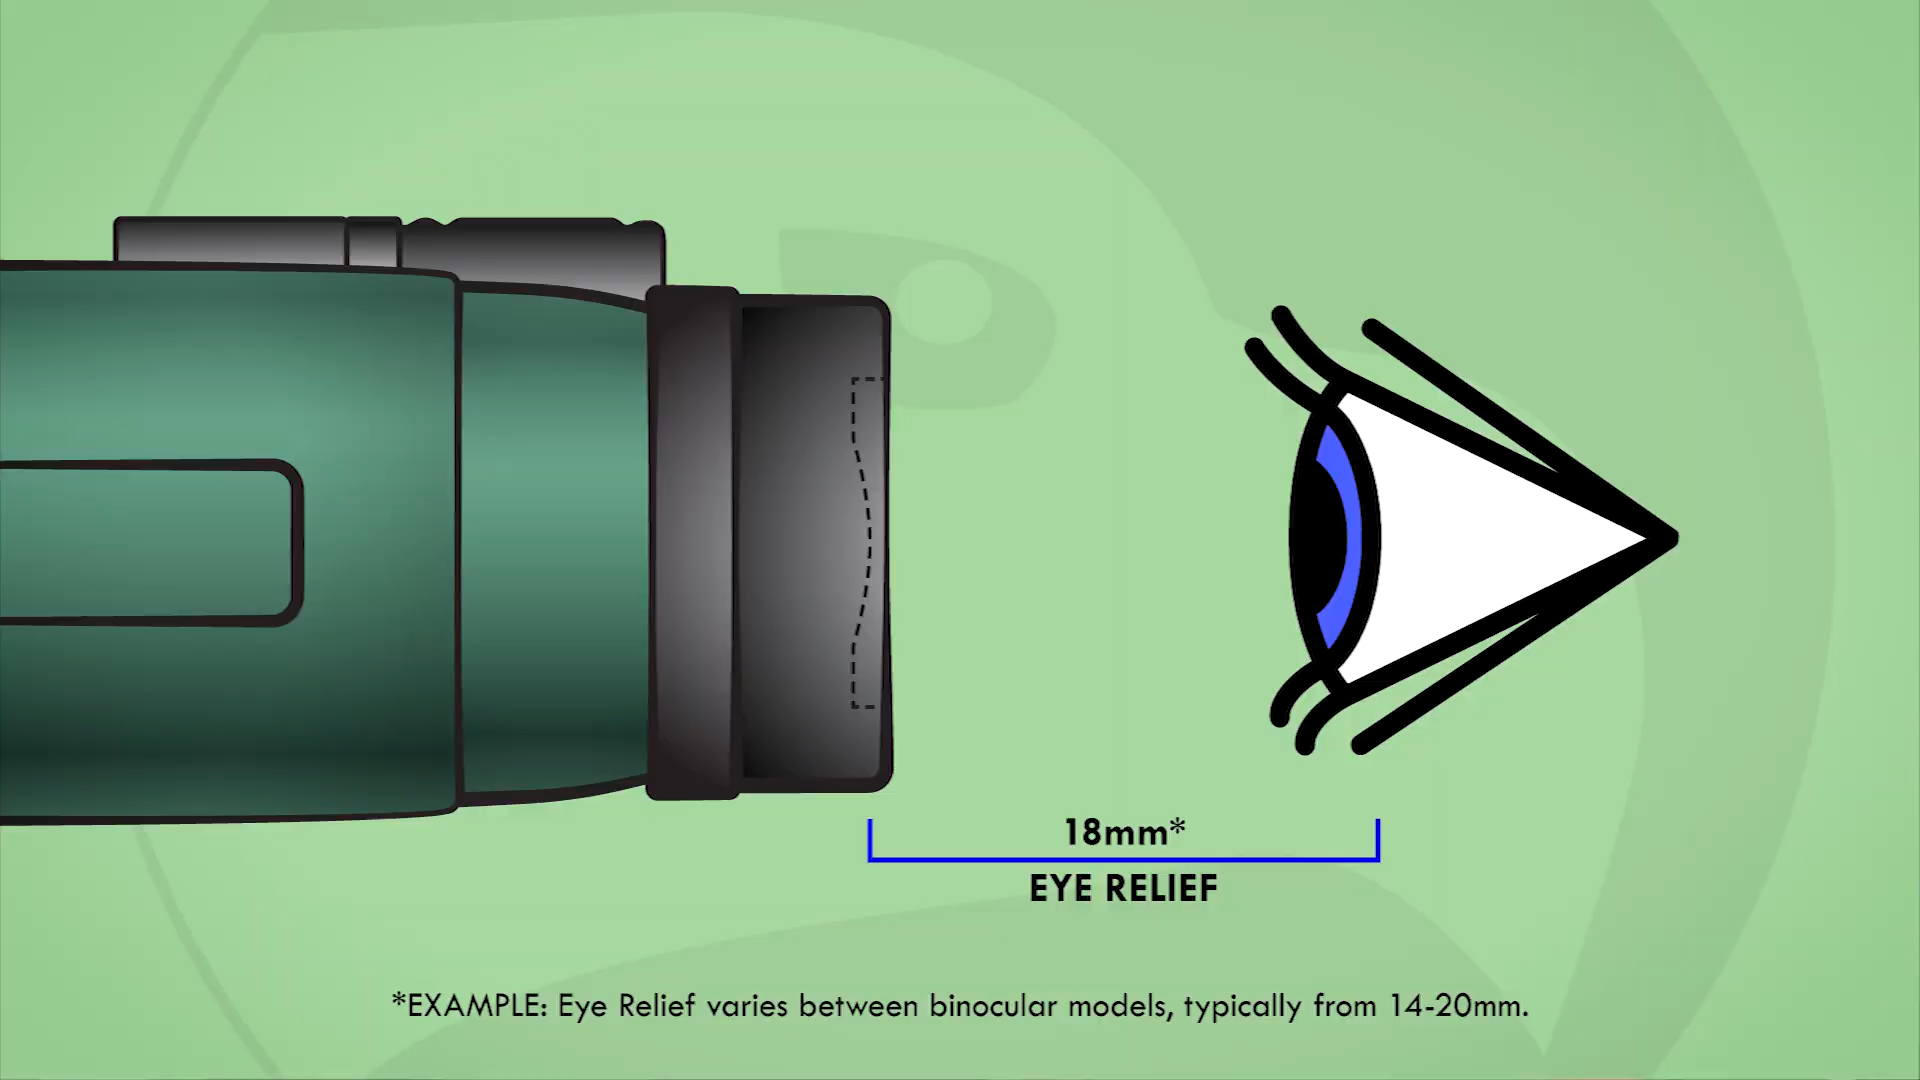 18mm*
EYE RELIEF
*EXAMPLE: Eye Relief varies between binocular models, typically from 14-20mm.